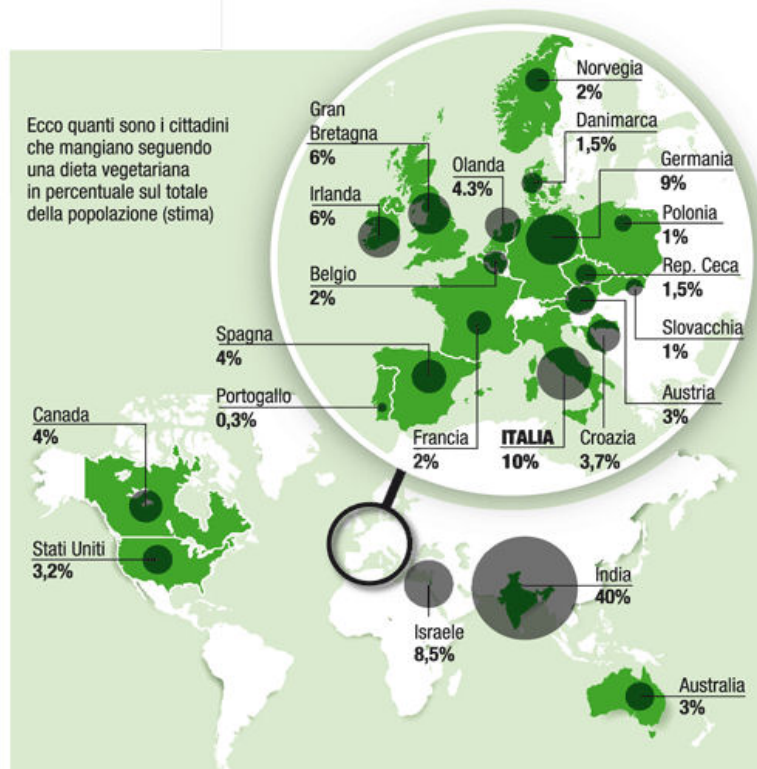 Ecco quanti sono i cittadini
che mangiano seguendo
una dieta vegetariana
in percentuale sul totale
della popolazione (stima)
Norvegia
2%
Danimarca
1,5%
Germania
9%
Polonia
1%
Rep. Ceca
1,5%
Slovacchia
1%
Austria
3%
Gran
Bretagna
6%
Olanda
4.3%
Irlanda
6%
Belgio
2%
Spagna
4%
Portogallo
0,3%
Francia
2%
ITALIA
10%
Croazia
3,7%
Canada
4%
Stati Uniti
3,2%
Israele
8,5%
India
40%
Australia
3%